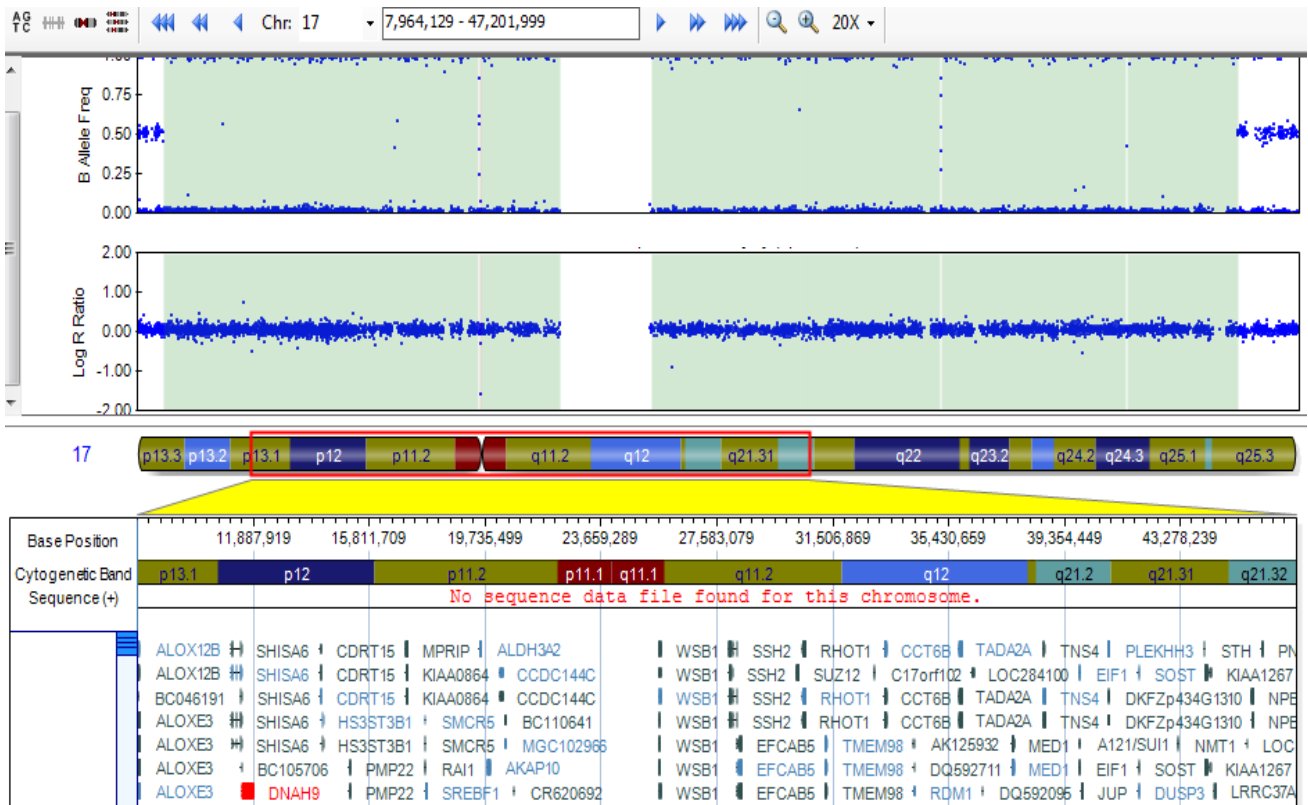 AG
TC
Chr: 17 7,964,129 - 47,201,999 20X
1.00
0.75
0.50
0.25
0.00
B Allele Freq
2.00
1.00
0.00
-1.00
-2.00
Log R Ratio
17 p13.3 p13.2 p13.1 p12 p11.2 q11.2 q12 q21.31 q22 q23.2 q24.2 q24.3 q25.1 q25.3
Base Position 11,887,919 15,811,709 19,735,499 23,659,289 27,583,079 31,506,869 35,430,659 39,354,449 43,278,239
Cytogenetic Band p13.1 p12 p11.2 p11.1 q11.1 q11.2 q12 q21.2 q21.31 q21.32
Sequence (+) No sequence data file found for this chromosome.
ALOX12B SHISA6 CDRT15 MPRIP ALDH3A2 WSB1 SSH2 RHOT1 CCT6B TADA2A TNS4 PLEKHH3 STH PN
ALOX12B SHISA6 CDRT15 KIAA0864 CCDC144C WSB1 SSH2 SUZ12 C17orf102 LOC284100 EIF1 SOST KIAA1267
BC046191 SHISA6 CDRT15 KIAA0864 CCDC144C WSB1 SSH2 RHOT1 CCT6B TADA2A TNS4 DKFZp434G1310 NPE
ALOXE3 SHISA6 HS3ST3B1 SMCR5 BC110641 WSB1 SSH2 RHOT1 CCT6B TADA2A TNS4 DKFZp434G1310 NPE
ALOXE3 SHISA6 HS3ST3B1 SMCR5 MGC102966 WSB1 EFCAB5 TMEM98 AK125932 MED1 A121/SUI1 NMT1 LOC
ALOXE3 BC105706 PMP22 RAI1 AKAP10 WSB1 EFCAB5 TMEM98 DQ592711 MED1 EIF1 SOST KIAA1267
ALOXE3 DNAH9 PMP22 SREBF1 CR620692 WSB1 EFCAB5 TMEM98 RDM1 DQ592095 JUP DUSP3 LRRC37A